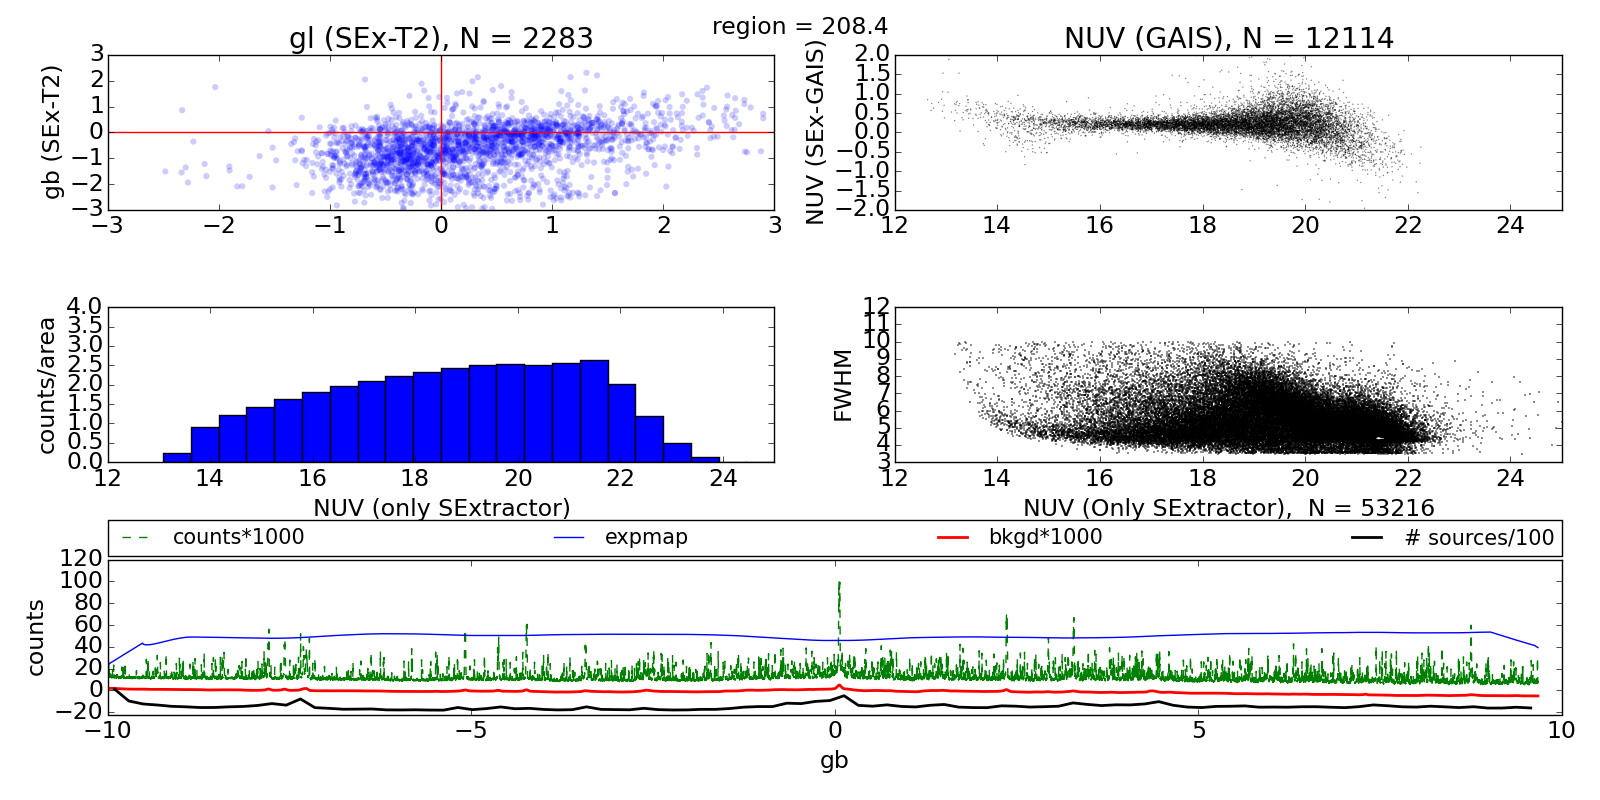 region = 208.4
gl (SEx-T2), N = 2283
gb (SEx-T2)
3
2
1
0
−1
−2
−3
−3 −2 −1 0 1 2 3
NUV (GAIS), N = 12114
NUV (SEx-GAIS)
2.0
1.5
1.0
0.5
0.0
−0.5
−1.0
−1.5
−2.0
12 14 16 18 20 22 24
counts/area
4.0
3.5
3.0
2.5
2.0
1.5
1.0
0.5
0.0
12 14 16 18 20 22 24
NUV (only SExtractor)
FWHM
12
11
10
9
8
7
6
5
4
3
12 14 16 18 20 22 24
NUV (Only SExtractor), N = 53216
counts*1000 expmap bkgd*1000 # sources/100
counts
120
100
80
60
40
20
0
−20
−10 −5 0 5 10
gb